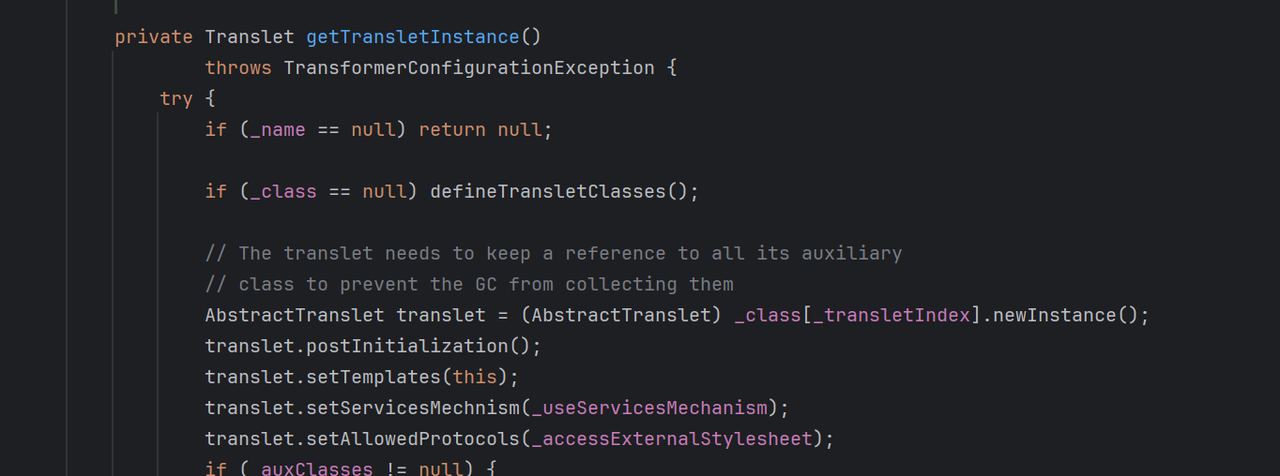 private Translet getTransletInstance()
throws TransformerConfigurationException {
try {
if (_name == null) return null;
if (_class == null) defineTransletClasses();
// The translet needs to keep a reference to all its auxiliary
// class to prevent the GC from collecting them
AbstractTranslet translet = (AbstractTranslet) _class[_transletIndex].newInstance();
translet.postInitialization();
translet.setTemplates(this);
translet.setServicesMechnism(_useServicesMechanism);
translet.setAllowedProtocols(_accessExternalStylesheet);
if (_auxClasses != null) {